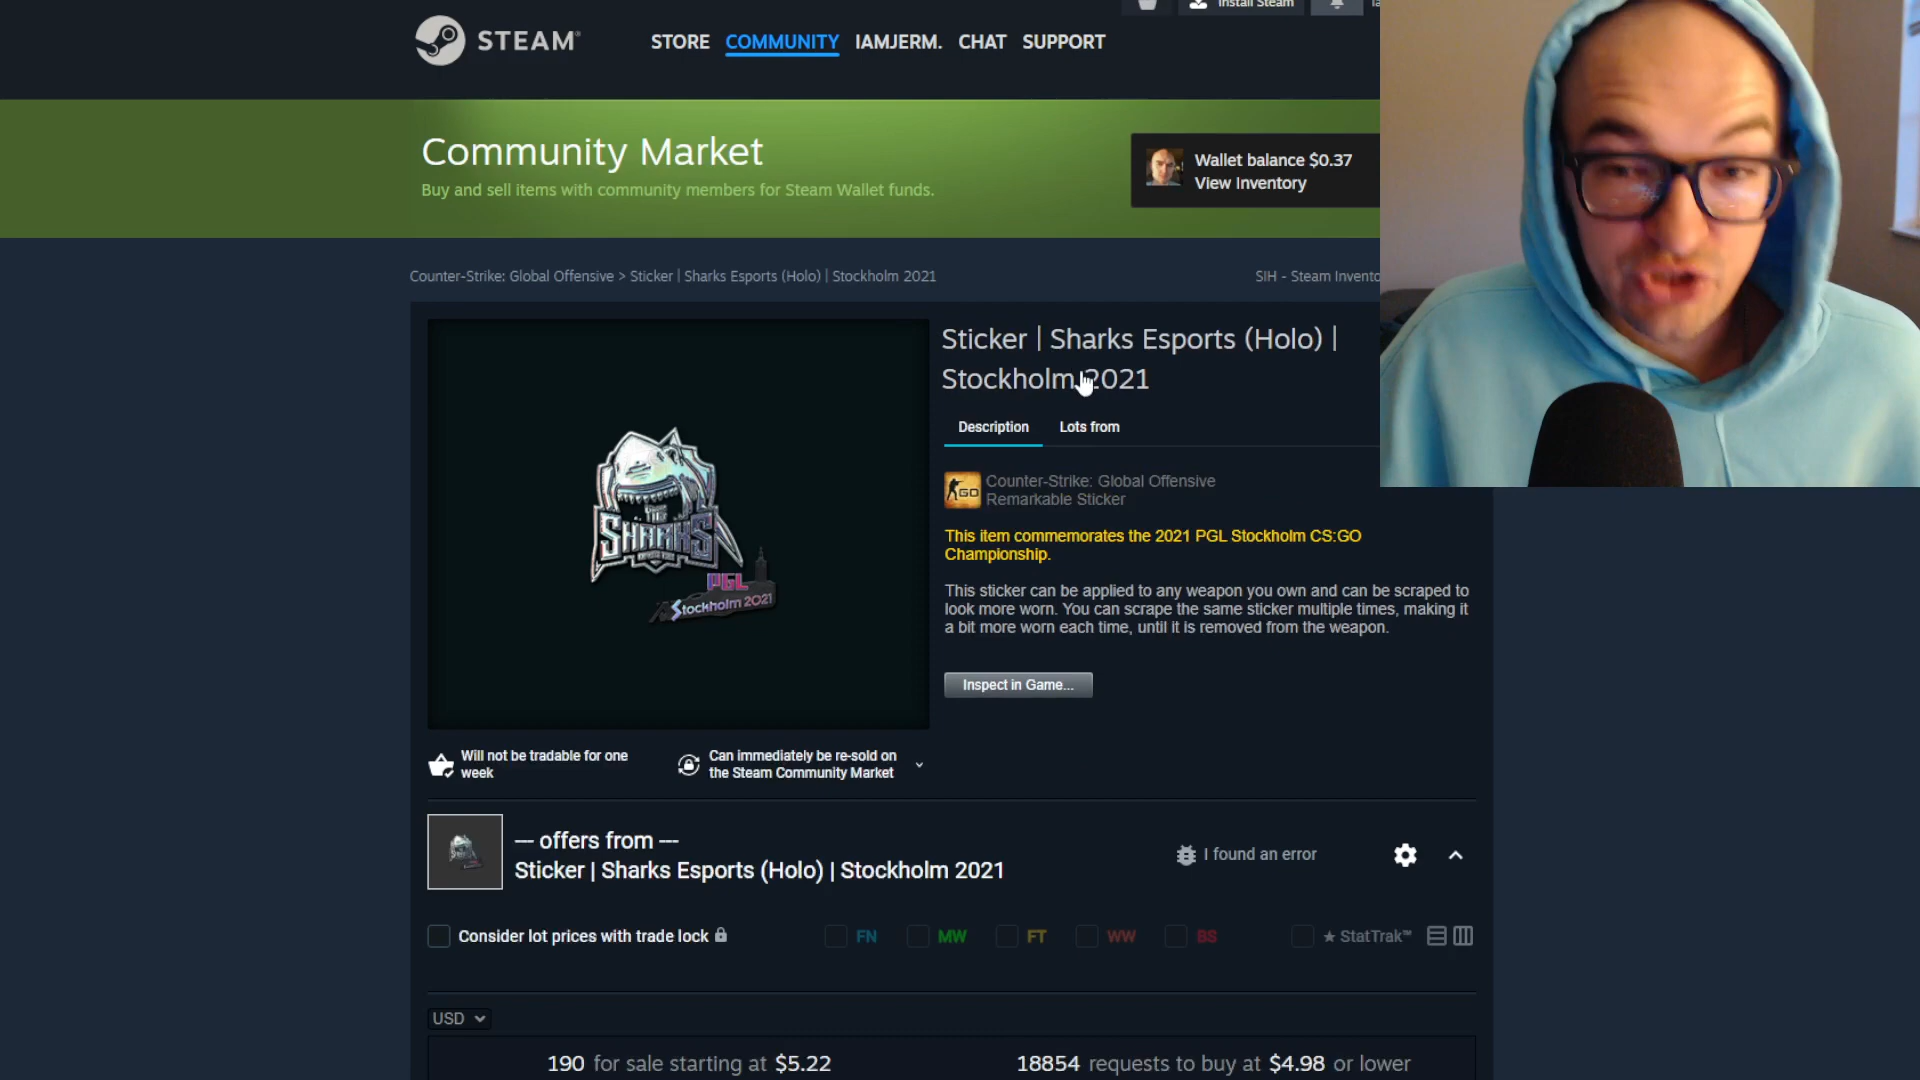 Install Steam
STEAM®
STORE COMMUNITY IAMJERM. CHAT SUPPORT
Community Market
Buy and sell items with community members for Steam Wallet funds.
Wallet balance $0.37
View Inventory
Counter-Strike: Global Offensive > Sticker | Sharks Esports (Holo) | Stockholm 2021
SIH - Steam Invento
Sticker | Sharks Esports (Holo) |
Stockholm 2021
Description Lots from
GO
Counter-Strike: Global Offensive
Remarkable Sticker
This item commemorates the 2021 PGL Stockholm CS:GO
Championship.
This sticker can be applied to any weapon you own and can be scraped to
look more worn. You can scrape the same sticker multiple times, making it
a bit more worn each time, until it is removed from the weapon.
Inspect in Game...
SHARKS
PGL
Stockholm 2021
Will not be tradable for one
week
Can immediately be re-sold on
the Steam Community Market
--- offers from ---
Sticker | Sharks Esports (Holo) | Stockholm 2021
I found an error
Consider lot prices with trade lock
FN MW FT WW BS ★ StatTrak™
USD
190 for sale starting at $5.22
18854 requests to buy at $4.98 or lower